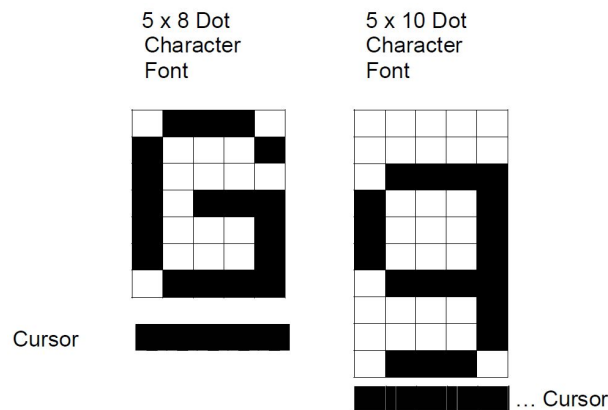 5 x 8 Dot
Character
Font
5 x 10 Dot
Character
Font
Cursor
... Cursor